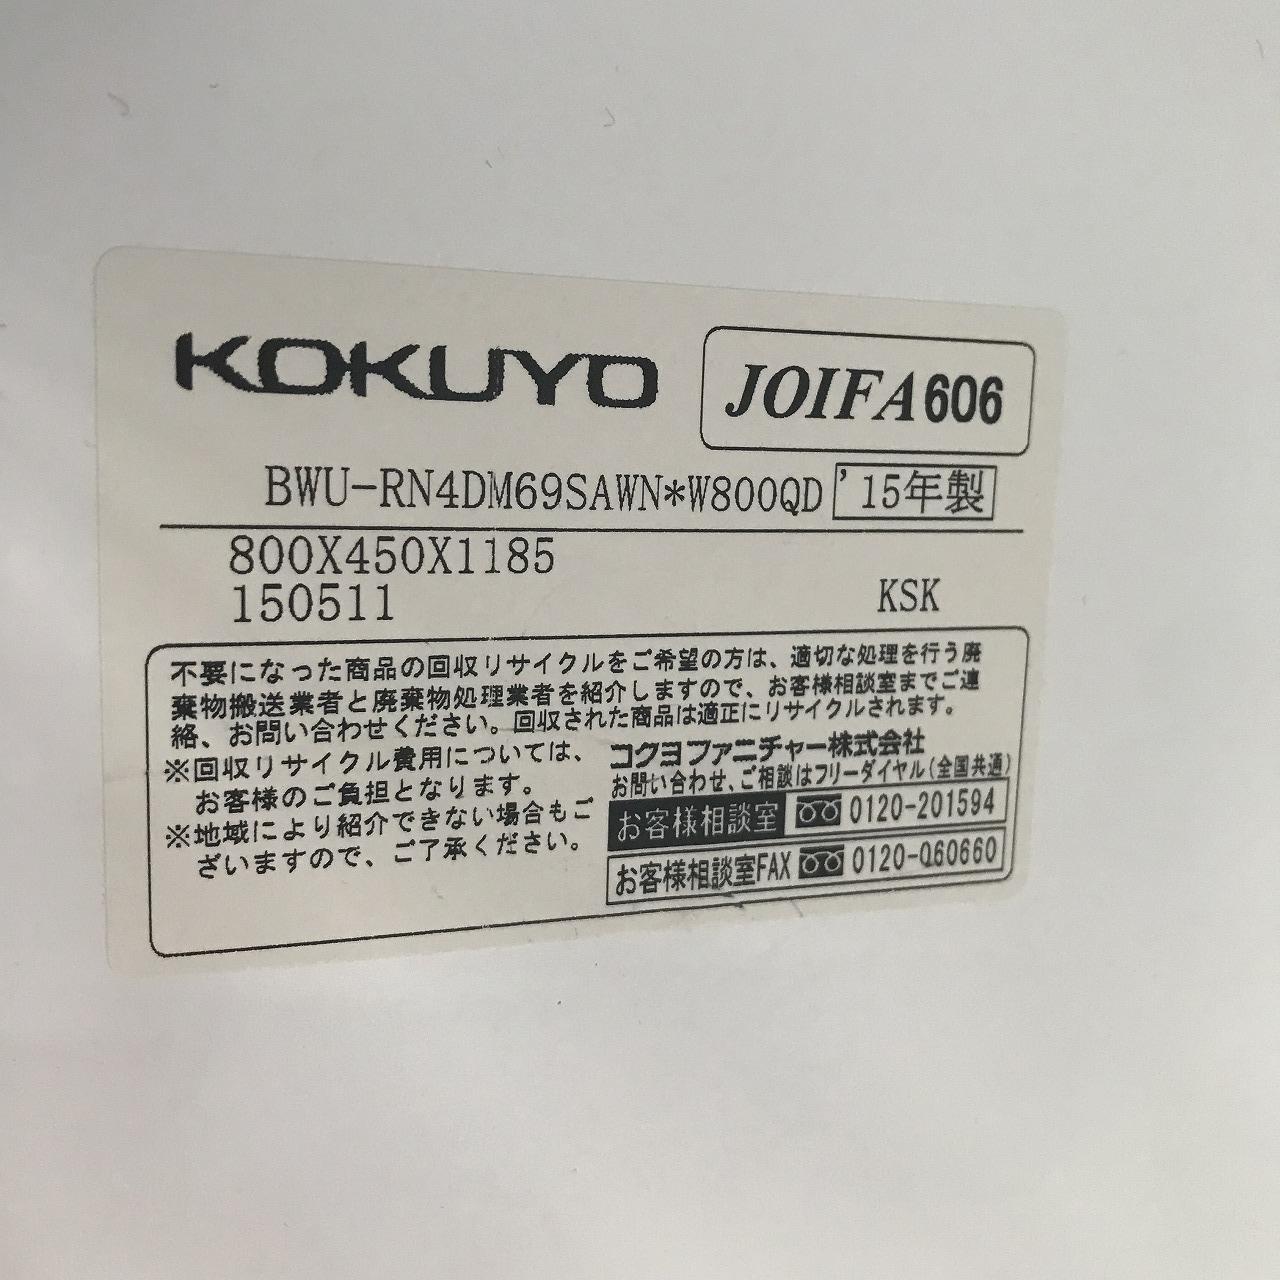 KOKUYO
JOIFA606
BWU-RN4DM69SAWN*W800QD '15年製
800X450X1185
150511
KSK
不要になった商品の回収リサイクルをご希望の方は、適切な処理を行う廃
棄物搬送業者と廃棄物処理業者を紹介しますので、お客様相談室までご連
絡、お問い合わせください。回収された商品は適正にリサイクルされます。
※回収リサイクル費用については、
お客様のご負担となります。
※地域により紹介できない場合もご
ざいますので、ご了承ください。
コクヨファニチャー株式会社
お問い合わせ、ご相談はフリーダイヤル(全国共通)
お客様相談室 0120-201594
お客様相談室FAX 0120-060660